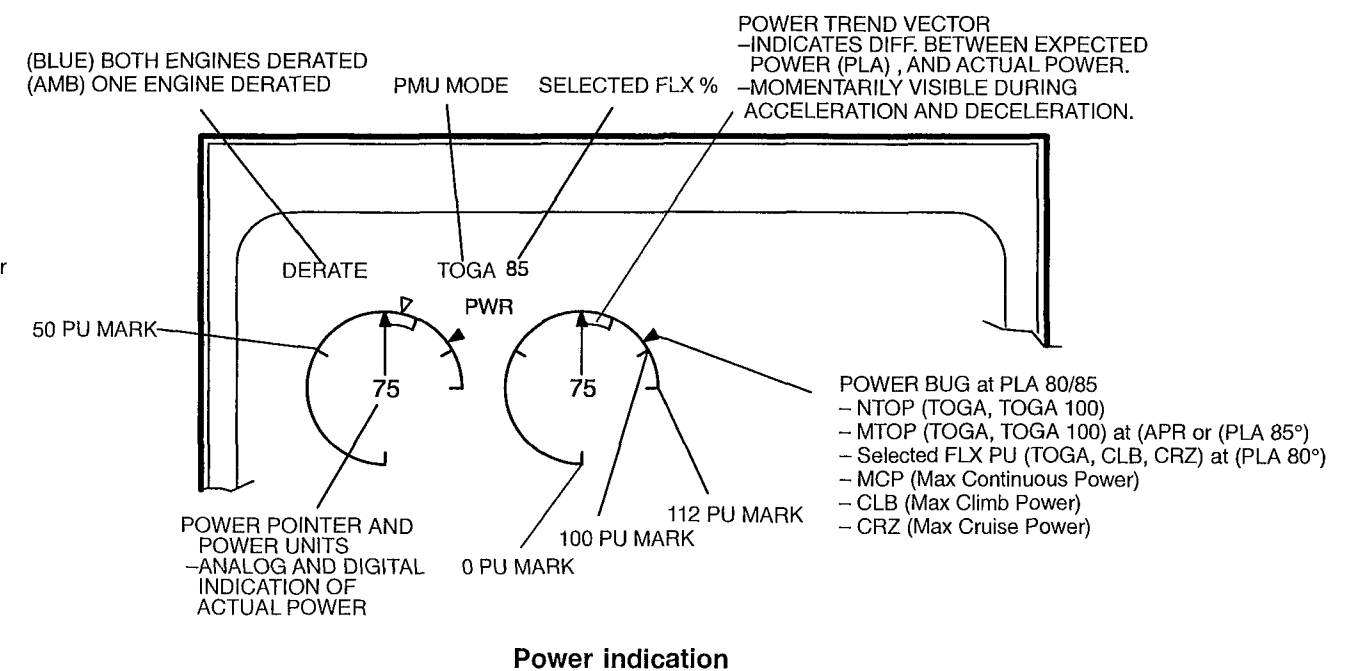 POWER TREND VECTOR
–INDICATES DIFF. BETWEEN EXPECTED
POWER (PLA) , AND ACTUAL POWER.
–MOMENTARILY VISIBLE DURING
ACCELERATION AND DECELERATION.
(BLUE) BOTH ENGINES DERATED
(AMB) ONE ENGINE DERATED
PMU MODE
SELECTED FLX %
r
DERATE
TOGA 85
PWR
50 PU MARK
75
75
POWER BUG at PLA 80/85
– NTOP (TOGA, TOGA 100)
– MTOP (TOGA, TOGA 100) at (APR or (PLA 85°)
– Selected FLX PU (TOGA, CLB, CRZ) at (PLA 80°)
– MCP (Max Continuous Power)
– CLB (Max Climb Power)
– CRZ (Max Cruise Power)
112 PU MARK
100 PU MARK
0 PU MARK
POWER POINTER AND
POWER UNITS
–ANALOG AND DIGITAL
INDICATION OF
ACTUAL POWER
Power indication